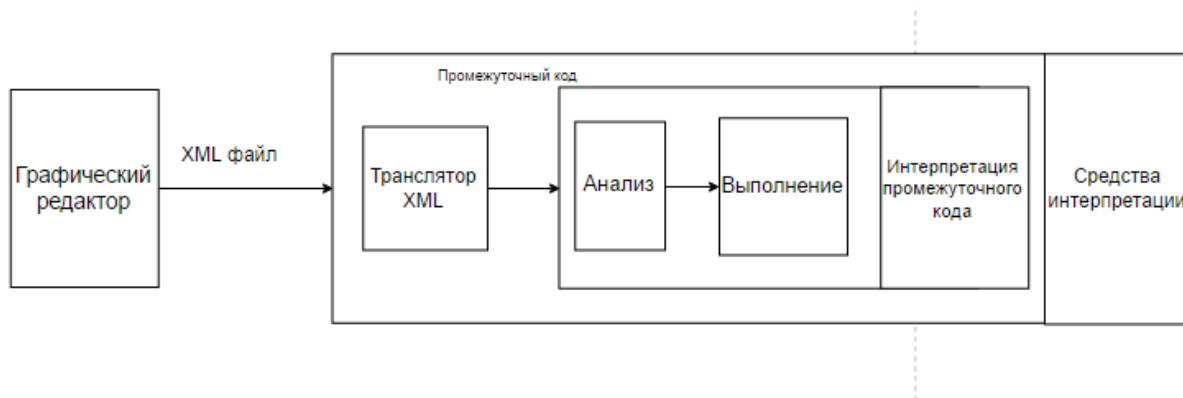 Графический
редактор
XML файл
Промежуточный код
Транслятор
XML
Анализ
Выполнение
Интерпретация
промежуточного
кода
Средства
интерпретации